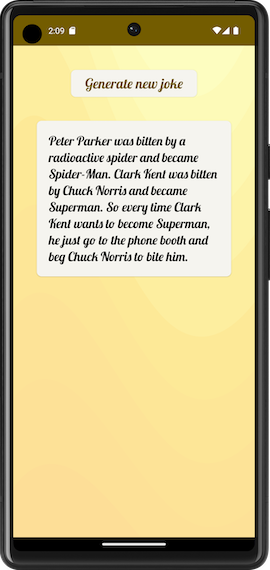 2:09
Generate new joke
Peter Parker was bitten by a
radioactive spider and became
Spider-Man. Clark Kent was bitten
by Chuck Norris and became
Superman. So every time Clark
Kent wants to become Superman,
he just go to the phone booth and
beg Chuck Norris to bite him.